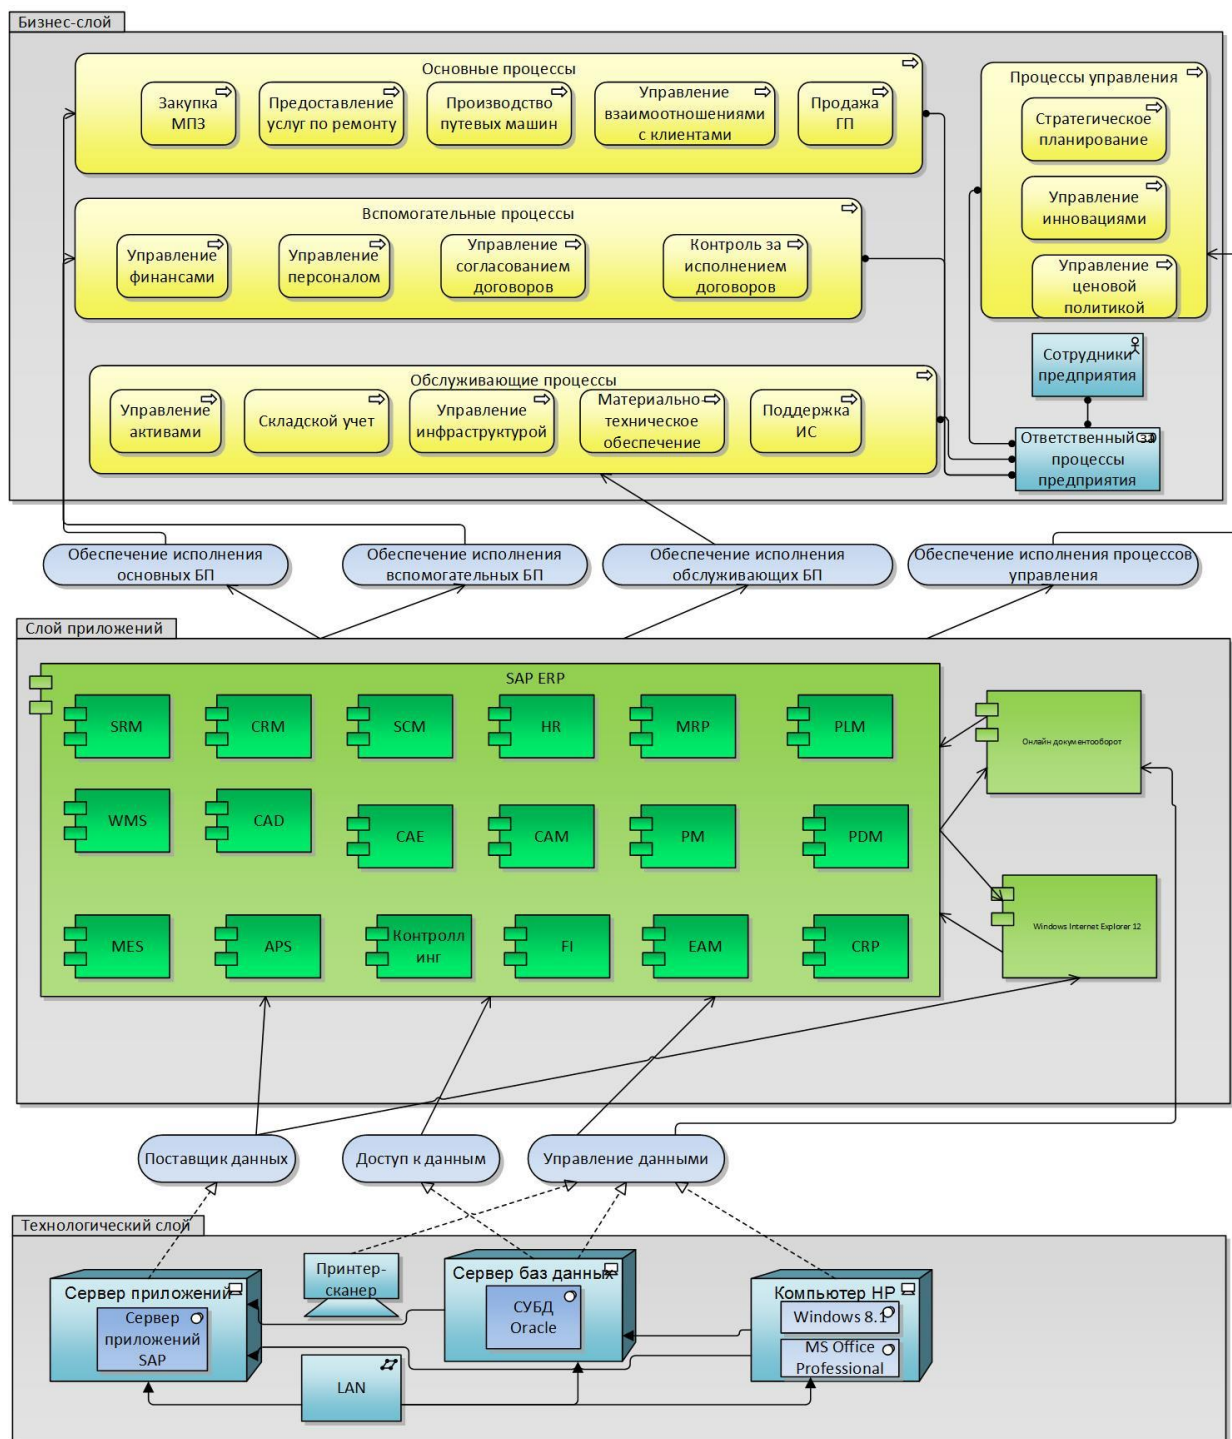 Бизнес-слой
Основные процессы
Закупка
МПЗ
Предоставление
услуг по ремонту
Производство
путевых машин
Управление
взаимоотношениями
с клиентами
Продажа
ГП
Процессы управления
Стратегическое
планирование
Управление
инновациями
Управление
ценовой
политикой
Вспомогательные процессы
Управление
финансами
Управление
персоналом
Управление
согласованием
договоров
Контроль за
исполнением
договоров
Сотрудники
предприятия
Обслуживающие процессы
Управление
активами
Складской учет
Управление
инфраструктурой
Материально-
техническое
обеспечение
Поддержка
ИС
Ответственный за
процессы
предприятия
Обеспечение исполнения
основных БП
Обеспечение исполнения
вспомогательных БП
Обеспечение исполнения
обслуживающих БП
Обеспечение исполнения процессов
управления
Слой приложений
SAP ERP
SRM
CRM
SCM
HR
MRP
PLM
Онлайн документооборот
WMS
CAD
CAE
CAM
PM
PDM
Windows Internet Explorer 12
MES
APS
Контролл
инг
FI
EAM
CRP
Поставщик данных
Доступ к данным
Управление данными
Технологический слой
Сервер приложений
Сервер
приложений
SAP
Принтер-
сканер
Сервер баз данных
СУБД
Oracle
Компьютер HP
Windows 8.1
MS Office
Professional
LAN